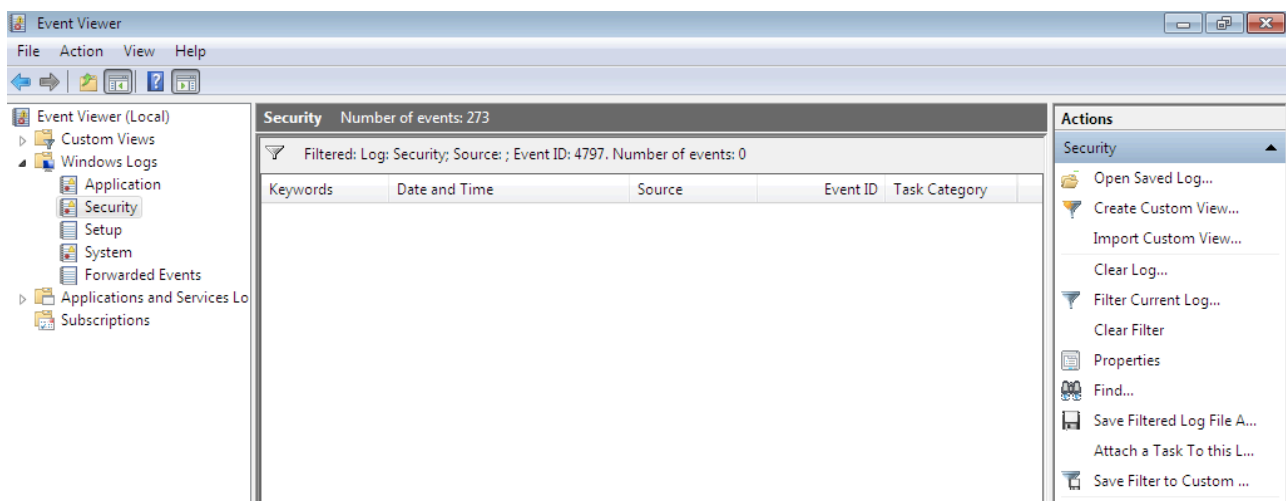 Event Viewer
File Action View Help
Event Viewer (Local)
Custom Views
Windows Logs
Application
Security
Setup
System
Forwarded Events
Applications and Services Lo
Subscriptions
Security Number of events: 273
Filtered: Log: Security; Source: ; Event ID: 4797. Number of events: 0
Keywords Date and Time Source Event ID Task Category
Actions
Security
Open Saved Log...
Create Custom View...
Import Custom View...
Clear Log...
Filter Current Log...
Clear Filter
Properties
Find...
Save Filtered Log File A...
Attach a Task To this L...
Save Filter to Custom ...